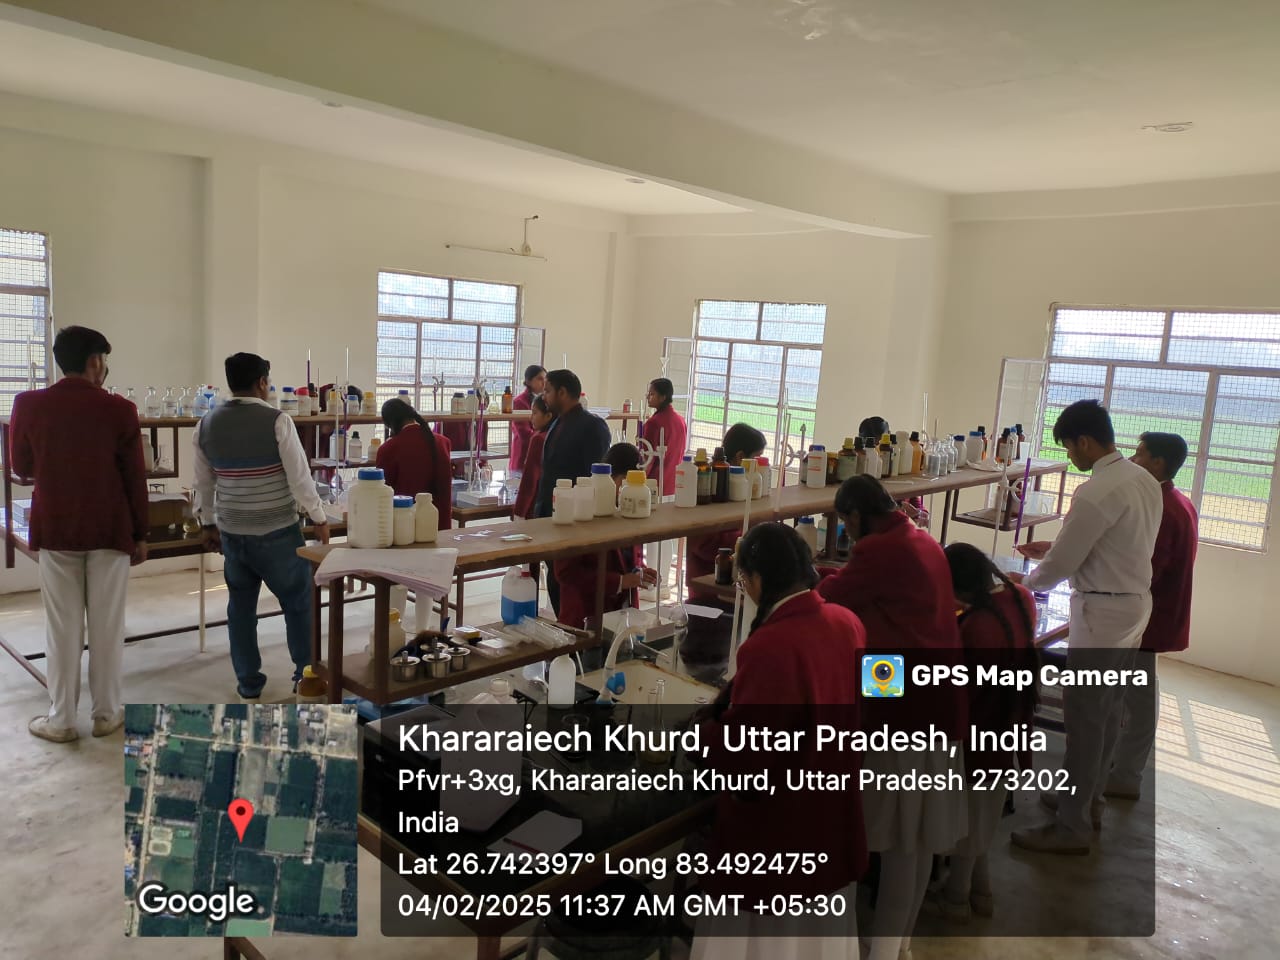 GPS Map Camera
Khararaiech Khurd, Uttar Pradesh, India
Pfvr+3xg, Khararaiech Khurd, Uttar Pradesh 273202,
India
Lat 26.742397° Long 83.492475°
04/02/2025 11:37 AM GMT +05:30
Google